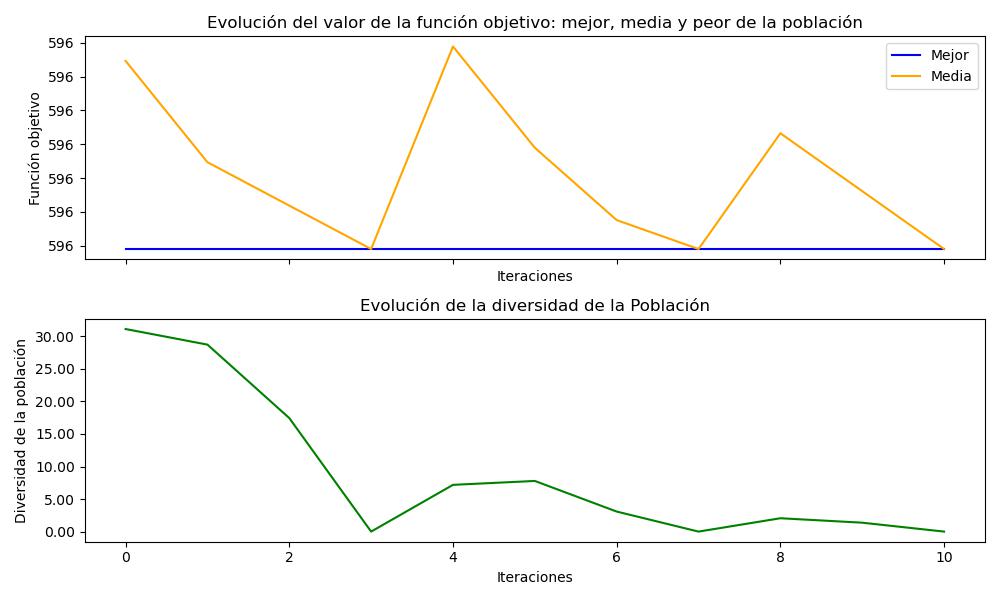 Evolución del valor de la función objetivo: mejor, media y peor de la población
596
596
596
596
596
596
596
Función objetivo
Mejor
Media
Iteraciones
Evolución de la diversidad de la Población
30.00
25.00
20.00
15.00
10.00
5.00
0.00
Diversidad de la población
0 2 4 6 8 10
Iteraciones